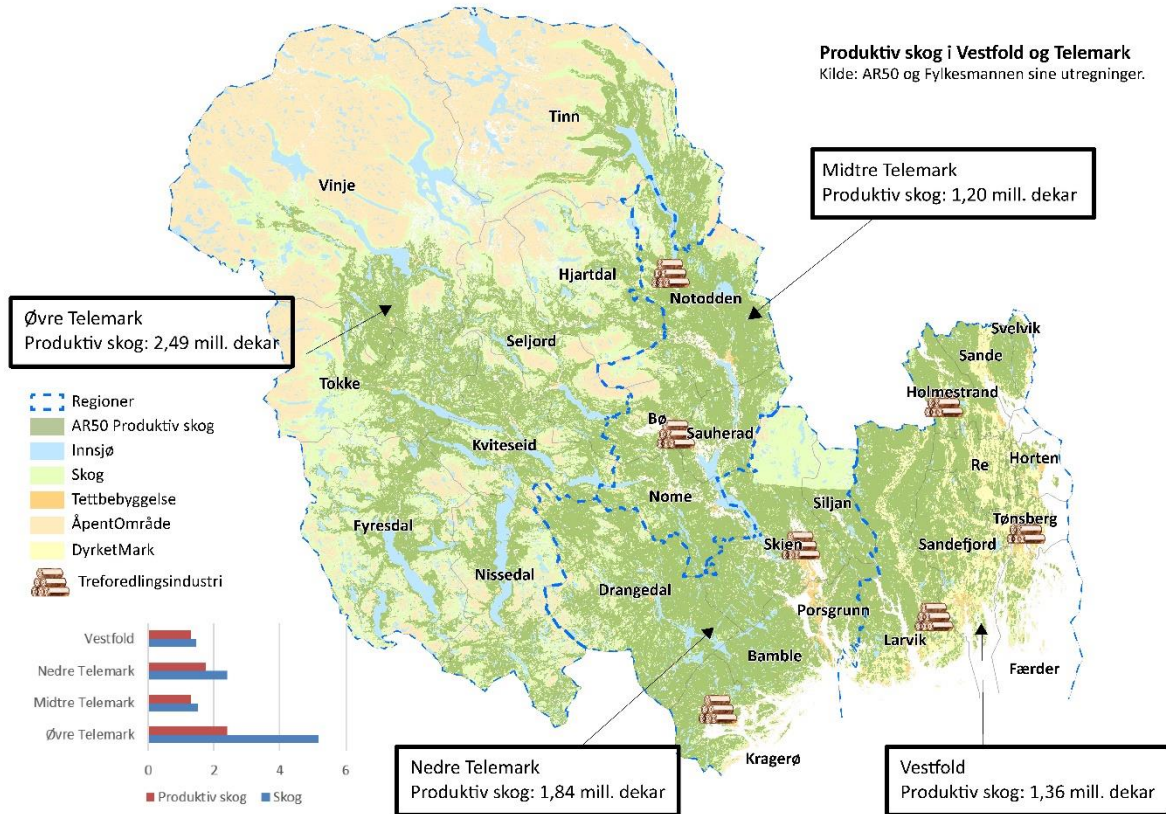 Produktiv skog i Vestfold og Telemark
Kilde: AR50 og Fylkesmannen sine utregninger.
Tinn
Midtre Telemark
Produktiv skog: 1,20 mill. dekar
Vinje
Hjartdal
Notodden
Øvre Telemark
Produktiv skog: 2,49 mill. dekar
Svelvik
Sande
Seljord
Tokke
Holmestrand
Regioner
AR50 Produktiv skog
Innsjø
Skog
Tettbebyggelse
ÅpentOmråde
DyrketMark
Treforedlingsindustri
Bø
Sauherad
Kviteseid
Re
Horten
Nome
Siljan
Fyresdal
Tønsberg
Skien
Sandefjord
Nissedal
Drangedal
Porsgrunn
Larvik
Bamble
Færder
Kragerø
Vestfold
Nedre Telemark
Midtre Telemark
Øvre Telemark
0 2 4 6
Produktiv skog Skog
Nedre Telemark
Produktiv skog: 1,84 mill. dekar
Vestfold
Produktiv skog: 1,36 mill. dekar